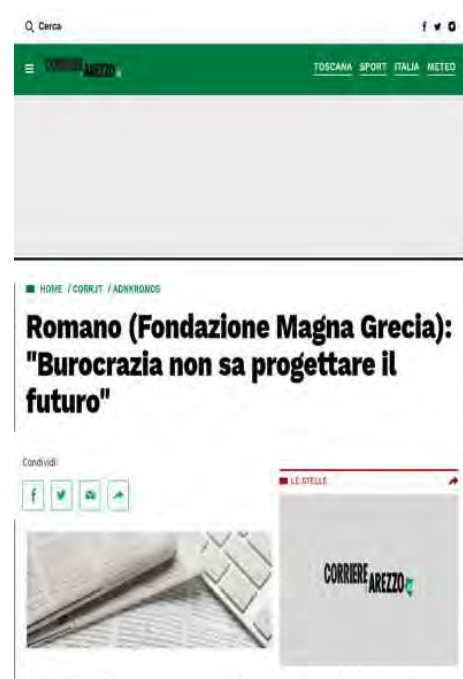 Cerca
CORRIERE AREZZO
TOSCANA SPORT ITALIA METEO
HOME / CORR.IT / ADNKRONOS
Romano (Fondazione Magna Grecia):
"Burocrazia non sa progettare il
futuro"
Condividi:
LE STELLE
CORRIERE AREZZO